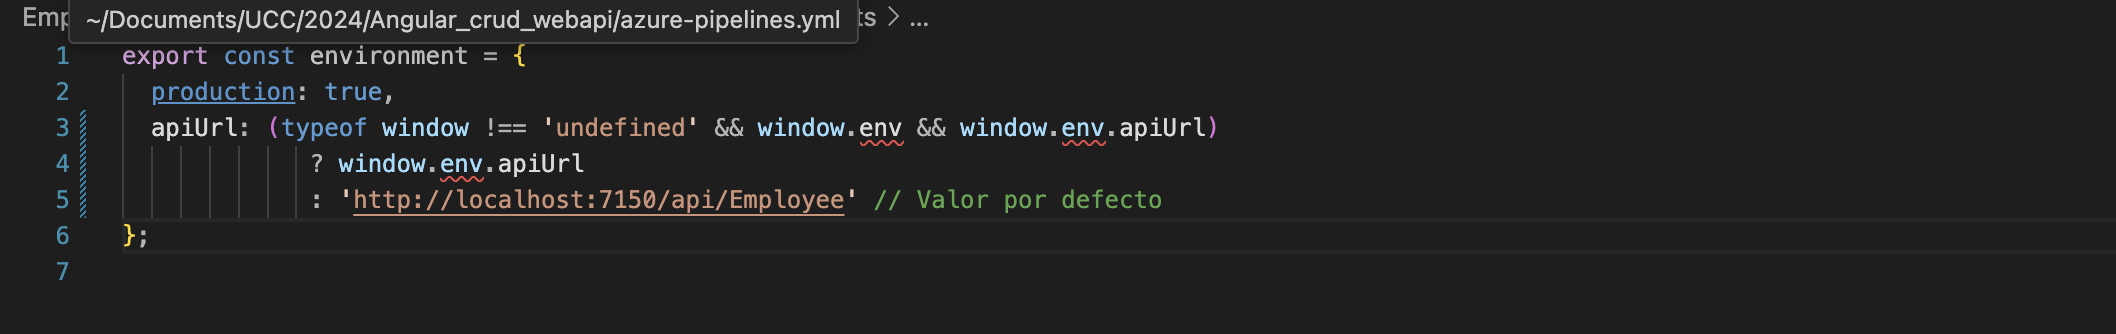 ~/Documents/UCC/2024/Angular_crud_webapi/azure-pipelines.yml > ...
1 export const environment = {
2 production: true,
3 apiUrl: (typeof window !== 'undefined' && window.env && window.env.apiUrl)
4 ? window.env.apiUrl
5 : 'http://localhost:7150/api/Employee' // Valor por defecto
6 };
7